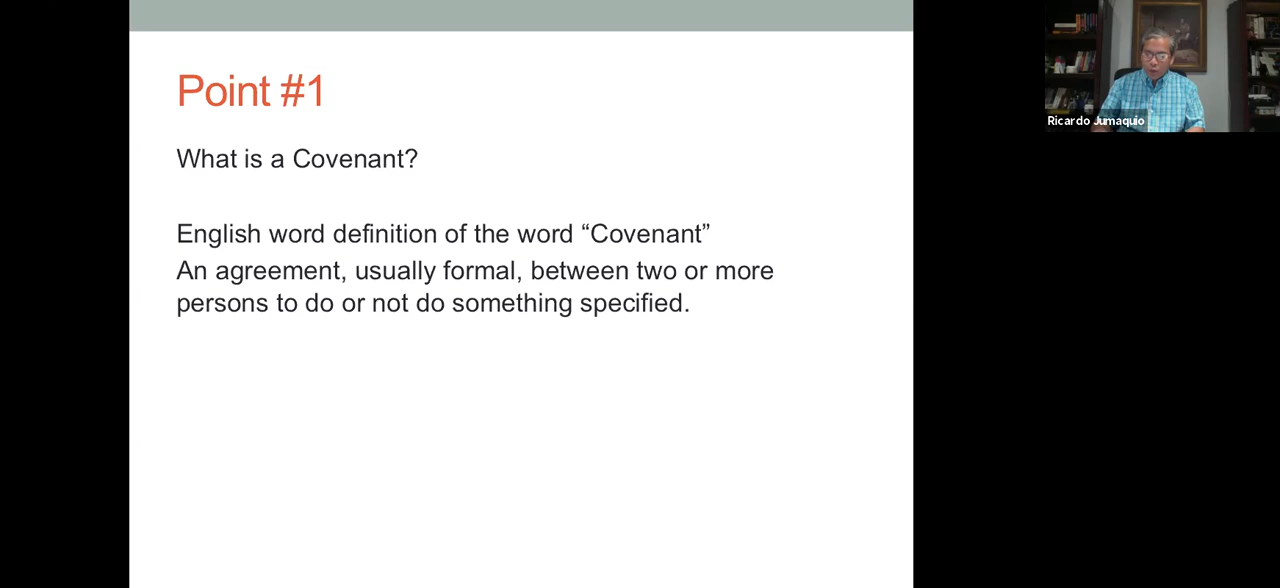 Point #1
What is a Covenant?
English word definition of the word “Covenant”
An agreement, usually formal, between two or more
persons to do or not do something specified.
Ricardo Jumaquio